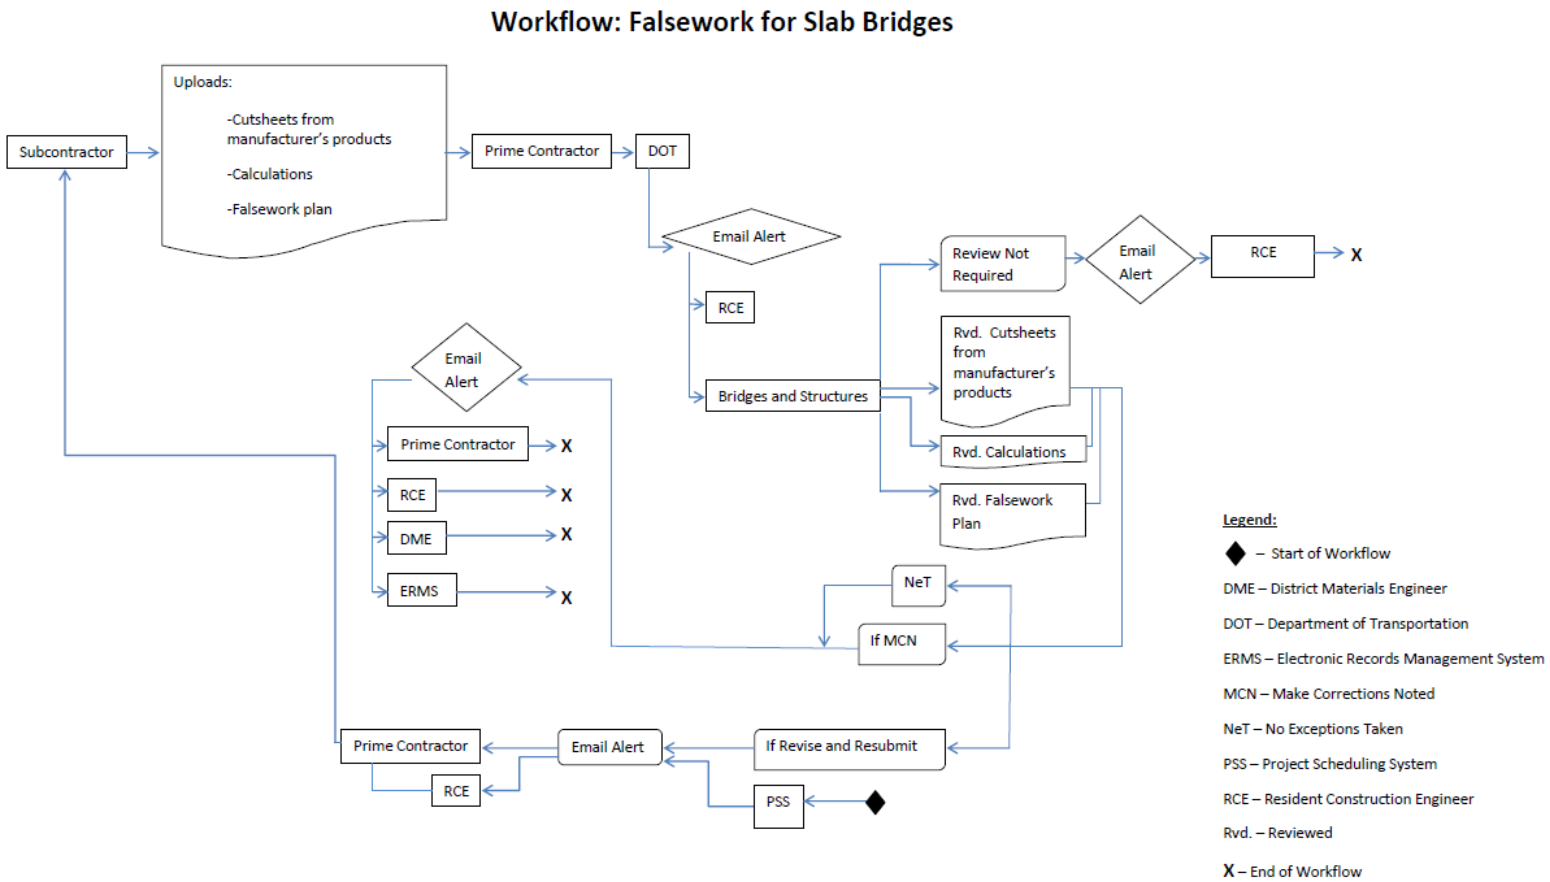 Workflow: Falsework for Slab Bridges
Uploads:
-Cutsheets from
manufacturer's products
-Calculations
-Falsework plan
Subcontractor
Prime Contractor
DOT
Email Alert
RCE
Bridges and Structures
Review Not
Required
Email
Alert
RCE
X
Rvd. Cutsheets
from
manufacturer's
products
Rvd. Calculations
Rvd. Falsework
Plan
Email
Alert
Prime Contractor
X
RCE
X
DME
X
ERMS
X
NeT
If MCN
If Revise and Resubmit
Email Alert
Prime Contractor
RCE
PSS
Legend:
– Start of Workflow
DME – District Materials Engineer
DOT – Department of Transportation
ERMS – Electronic Records Management System
MCN – Make Corrections Noted
NeT – No Exceptions Taken
PSS – Project Scheduling System
RCE – Resident Construction Engineer
Rvd. – Reviewed
X – End of Workflow